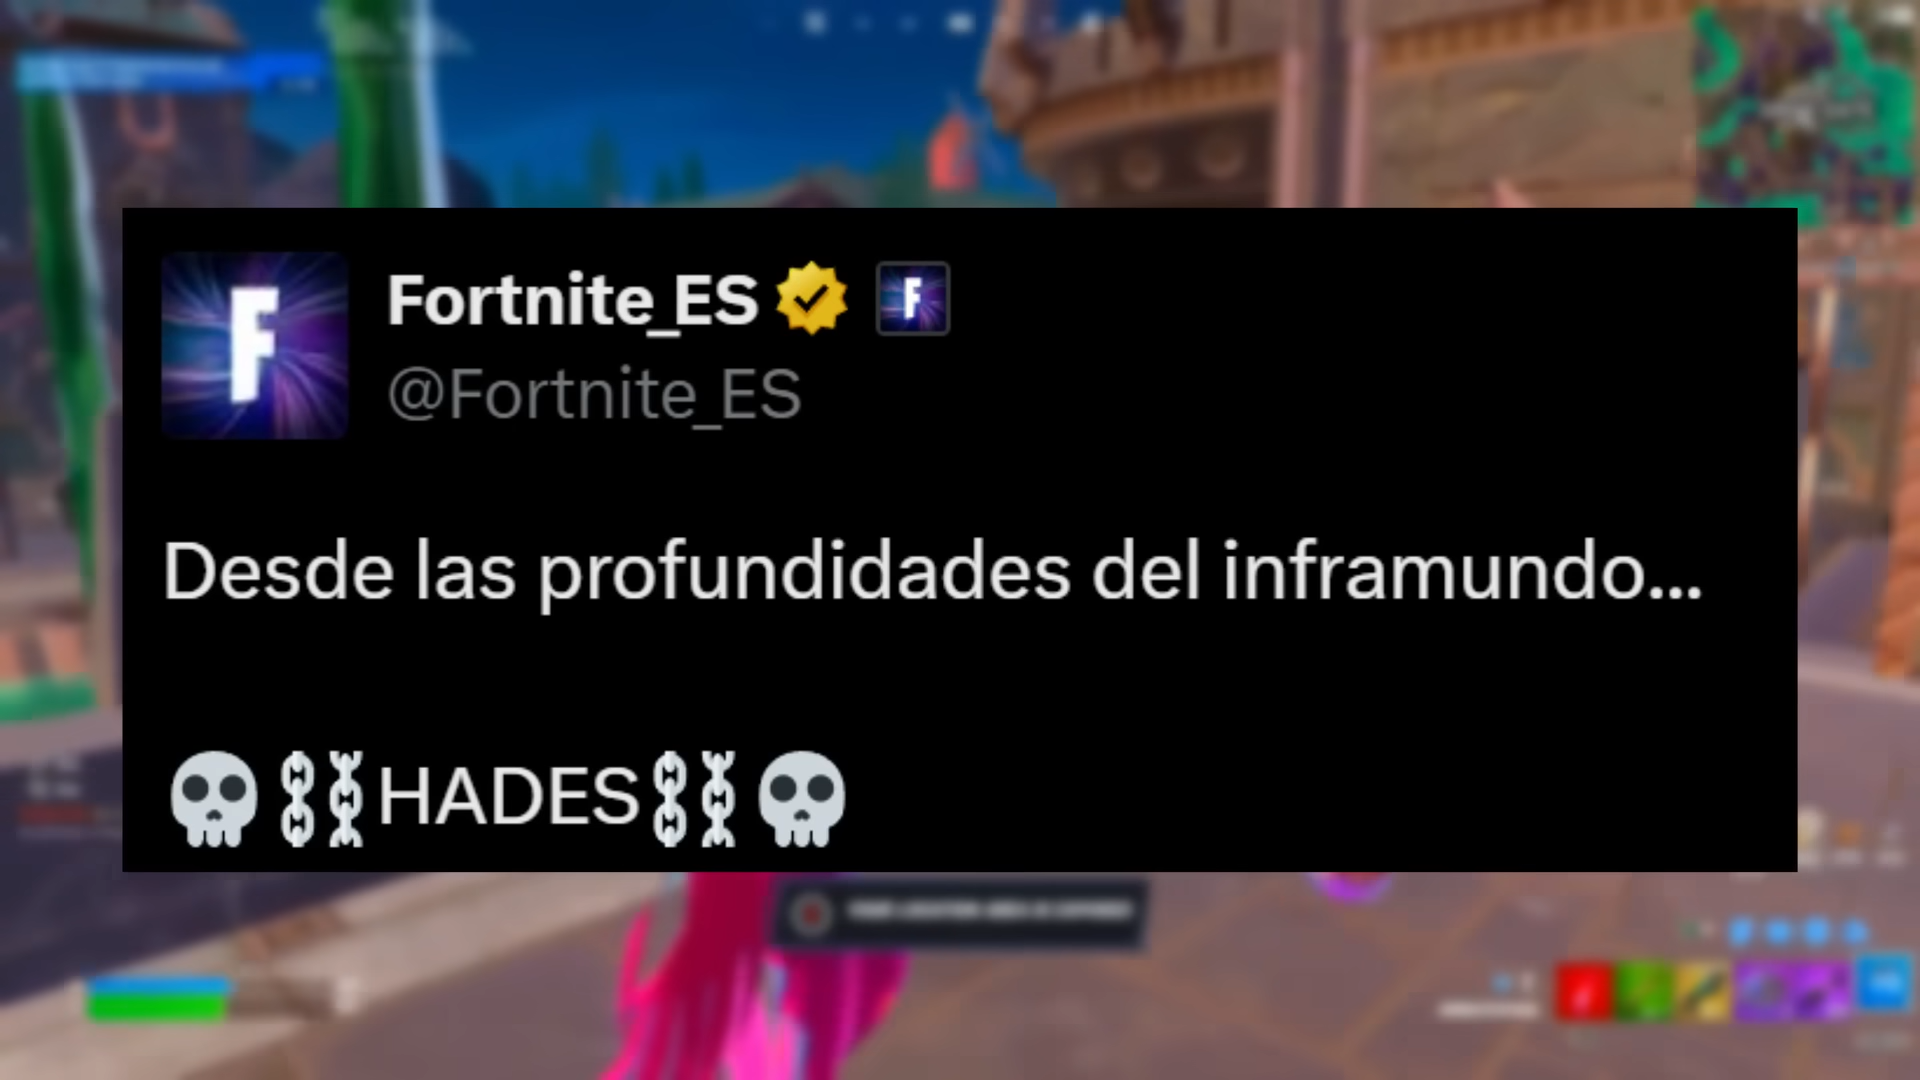 Fortnite_ES
@Fortnite_ES
Desde las profundidades del inframundo...
💀⛓️⛓️HADES⛓️⛓️💀